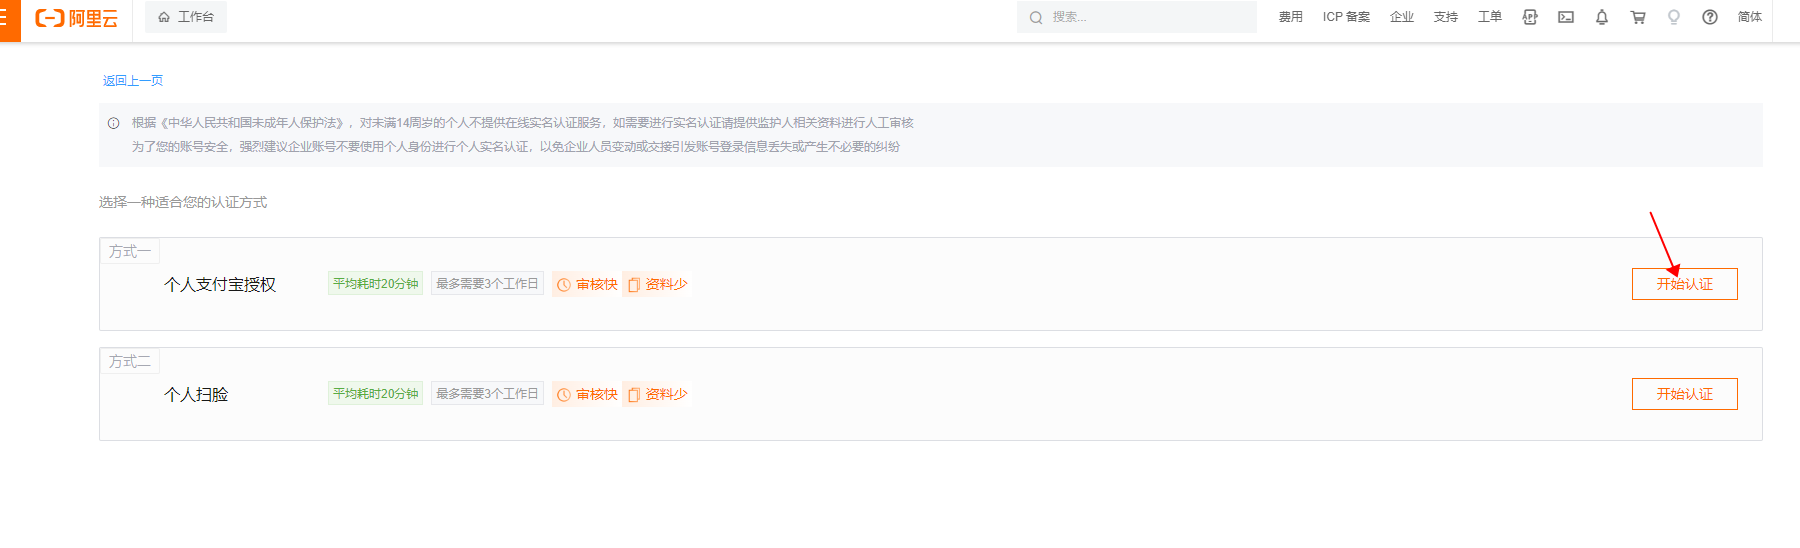 阿里云
工作台
搜索...
费用
ICP 备案
企业
支持
工单
简体
返回上一页
根据《中华人民共和国未成年人保护法》，对未满14周岁的个人不提供在线实名认证服务，如需要进行实名认证请提供监护人相关资料进行人工审核
为了您的账号安全，强烈建议企业账号不要使用个人身份进行个人实名认证，以免企业人员变动或交接引发账号登录信息丢失或产生不必要的纠纷
选择一种适合您的认证方式
方式一
个人支付宝授权 平均耗时20分钟 最多需要3个工作日 审核快 资料少 开始认证
方式二
个人扫脸 平均耗时20分钟 最多需要3个工作日 审核快 资料少 开始认证